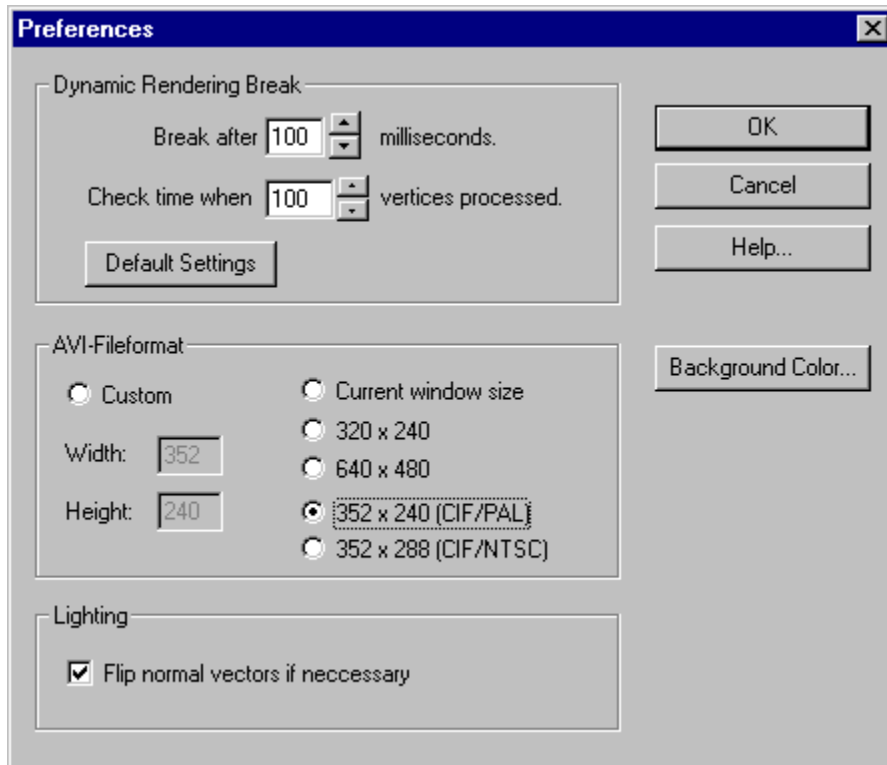 Preferences
Dynamic Rendering Break
Break after 100 milliseconds.
Check time when 100 vertices processed.
Default Settings
OK
Cancel
Help...
Background Color...
AVI-Fileformat
Custom
Width: 352
Height: 240
Current window size
320 x 240
640 x 480
352 x 240 (CIF/PAL)
352 x 288 (CIF/NTSC)
Lighting
Flip normal vectors if neccessary